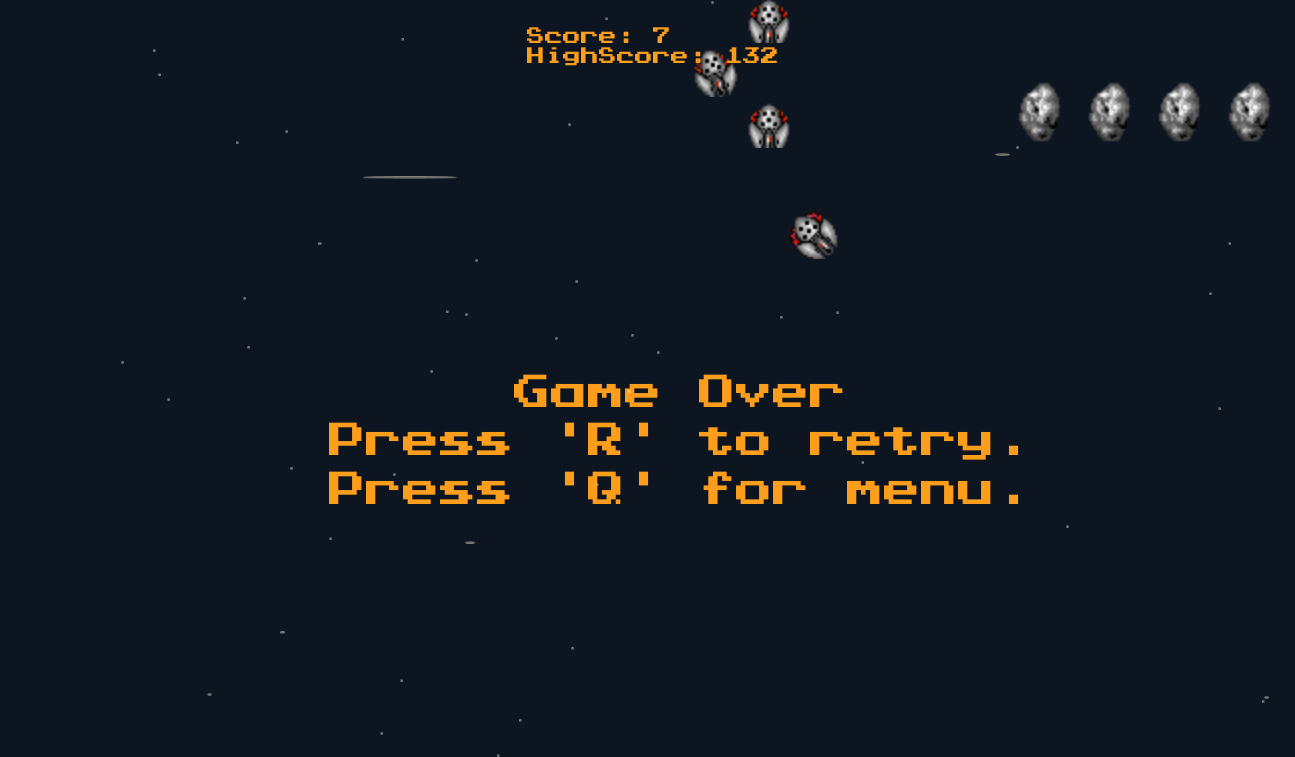 Score: 7
HighScore: 132
Game Over
Press 'R' to retry.
Press 'Q' for menu.